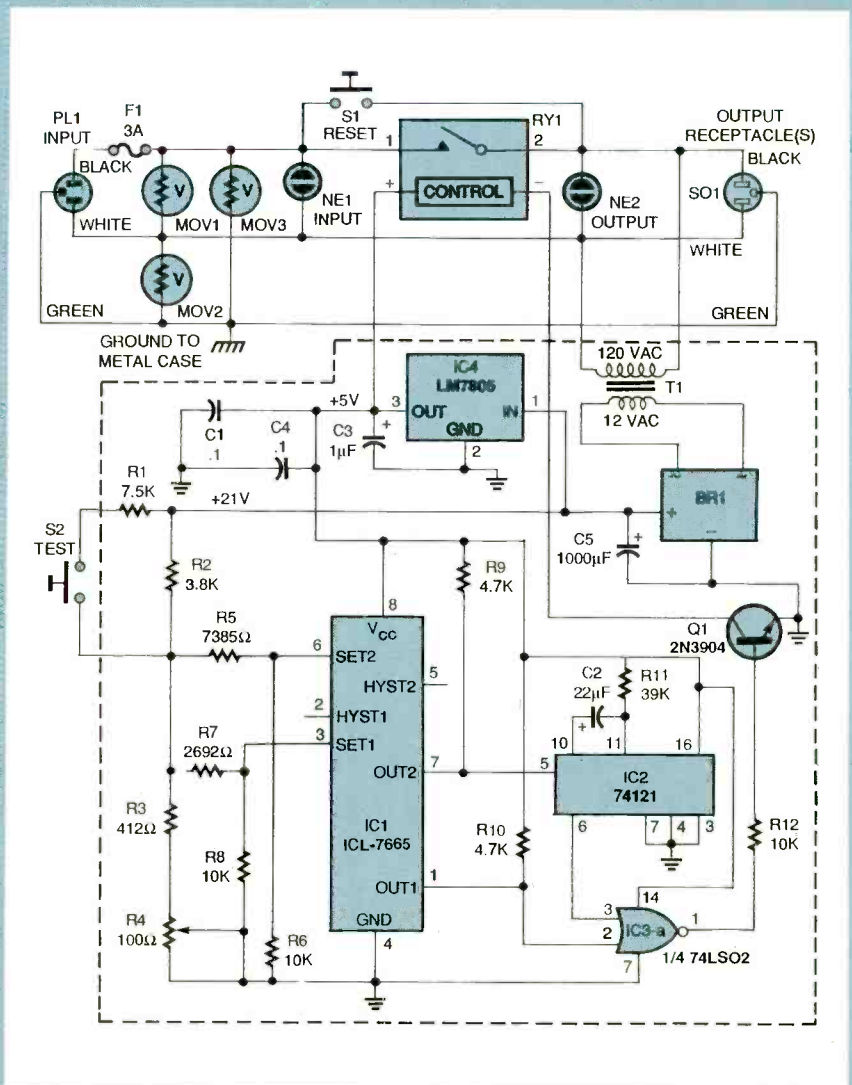 PL1
INPUT
F1
3A
BLACK
WHITE
GREEN
MOV1
MOV2
MOV3
NE1
INPUT
S1
RESET
RY1
1
2
+
−
CONTROL
NE2
OUTPUT
OUTPUT
RECEPTACLE(S)
BLACK
SO1
WHITE
GREEN
V
V
V
GROUND TO
METAL CASE
120 VAC
T1
12 VAC
IC4
LM7805
3
OUT
IN
1
GND
2
+5V
C1
.1
C4
.1
C3
1µF
+
R1
7.5K
+21V
S2
TEST
R2
3.8K
BR1
+
−
C5
1000µF
+
R9
4.7K
R5
7385Ω
8
VCC
6
SET2
5
HYST2
2
HYST1
3
SET1
7
OUT2
IC1
ICL-7665
1
OUT1
GND
4
R7
2692Ω
R3
412Ω
R8
10K
R4
100Ω
R6
10K
R10
4.7K
C2
22µF
+
R11
39K
10
11
16
5
IC2
74121
6
7
4
3
Q1
2N3904
R12
10K
14
3
2
IC3-a
1
7
1/4 74LSO2